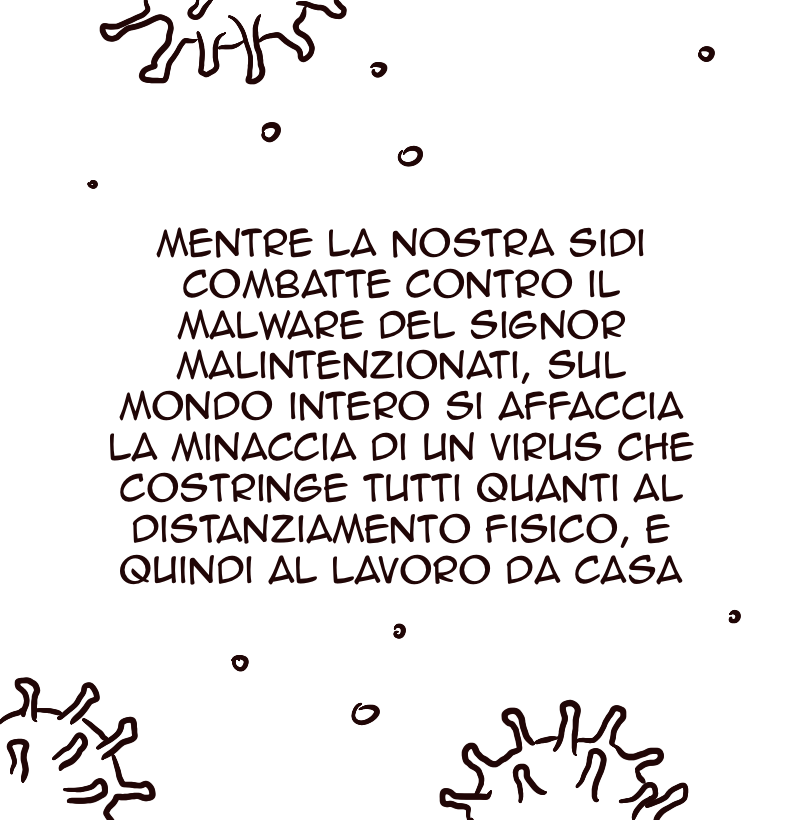 MENTRE LA NOSTRA SIDI
COMBATTE CONTRO IL
MALWARE DEL SIGNOR
MALINTENZIONATI, SUL
MONDO INTERO SI AFFACCIA
LA MINACCIA DI UN VIRUS CHE
COSTRINGE TUTTI QUANTI AL
DISTANZIAMENTO FISICO, E
QUINDI AL LAVORO DA CASA